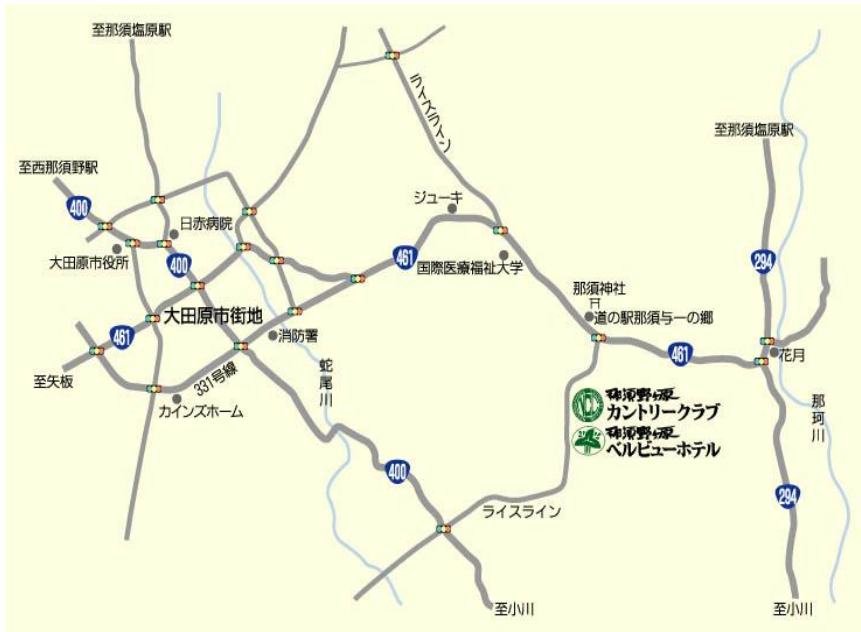 至那須塩原駅
ライスライン
至那須塩原駅
至西那須野駅
400
日赤病院
ジューキ
大田原市役所
400
461
国際医療福祉大学
294
那須神社
道の駅那須与一の郷
大田原市街地
461
消防署
461
花月
至矢板
331号線
蛇尾川
カインズホーム
那須野ヶ原
カントリークラブ
那須野ヶ原
ベルビューホテル
那珂川
400
294
ライスライン
至小川
至小川